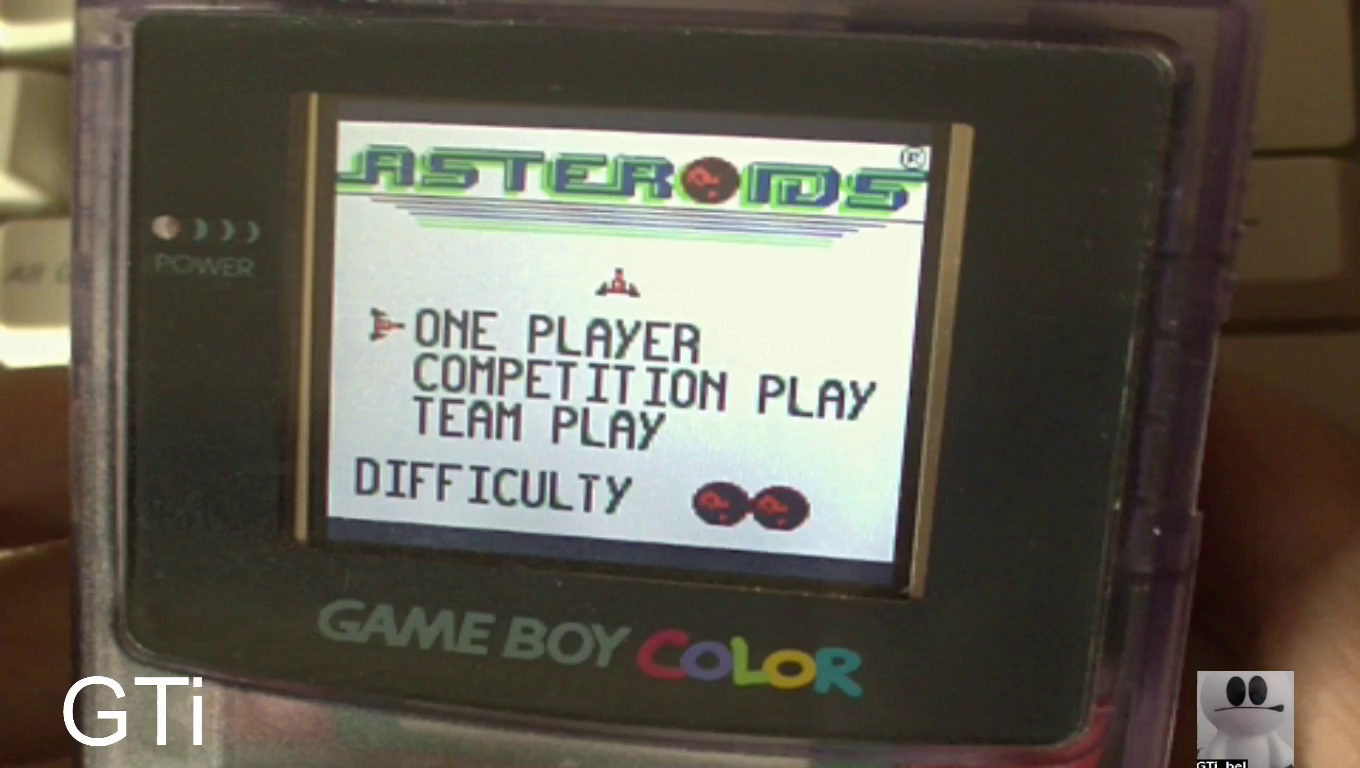 ASTEROIDS ®
POWER
ONE PLAYER
COMPETITION PLAY
TEAM PLAY
DIFFICULTY
GAME BOY COLOR
GTi
GTi_bel